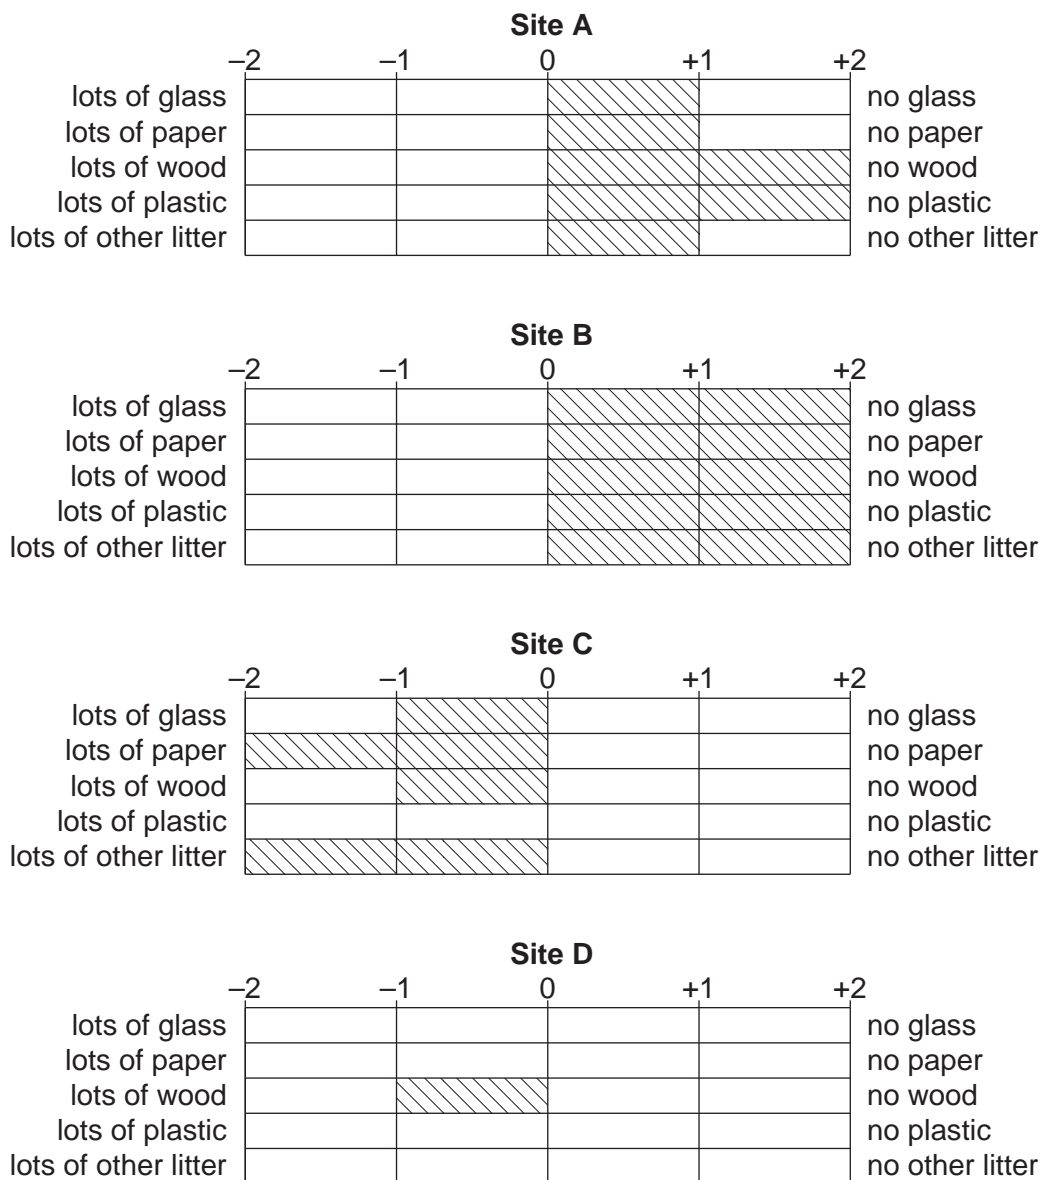 Site A
–2 –1 0 +1 +2
lots of glass no glass
lots of paper no paper
lots of wood no wood
lots of plastic no plastic
lots of other litter no other litter
Site B
–2 –1 0 +1 +2
lots of glass no glass
lots of paper no paper
lots of wood no wood
lots of plastic no plastic
lots of other litter no other litter
Site C
–2 –1 0 +1 +2
lots of glass no glass
lots of paper no paper
lots of wood no wood
lots of plastic no plastic
lots of other litter no other litter
Site D
–2 –1 0 +1 +2
lots of glass no glass
lots of paper no paper
lots of wood no wood
lots of plastic no plastic
lots of other litter no other litter